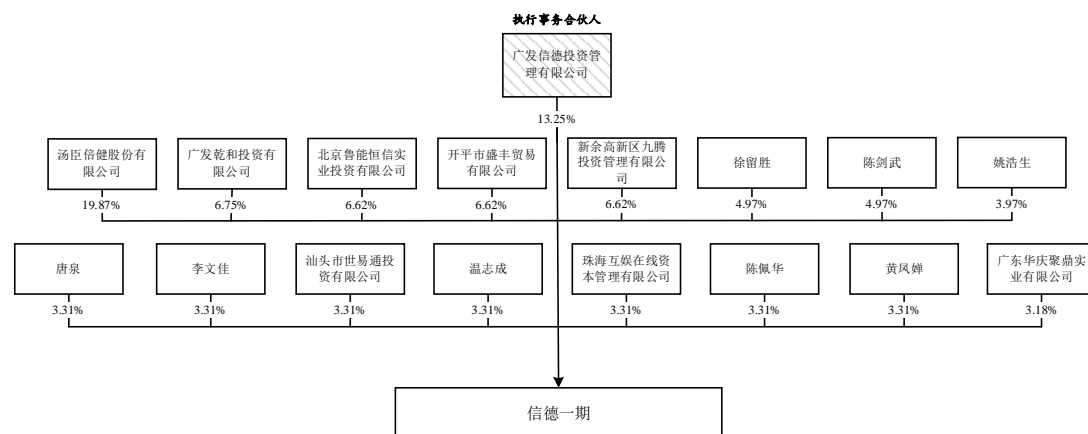 执行事务合伙人
广发信德投资管
理有限公司
13.25%
汤臣倍健股份有
限公司
广发乾和投资有
限公司
北京鲁能恒信实
业投资有限公司
开平市盛丰贸易
有限公司
新余高新区九腾
投资管理有限公
司
徐留胜
陈剑武
姚浩生
19.87%
6.75%
6.62%
6.62%
6.62%
4.97%
4.97%
3.97%
唐泉
李文佳
汕头市世易通投
资有限公司
温志成
珠海互娱在线资
本管理有限公司
陈佩华
黄凤婵
广东华庆聚鼎实
业有限公司
3.31%
3.31%
3.31%
3.31%
3.31%
3.31%
3.31%
3.18%
信德一期